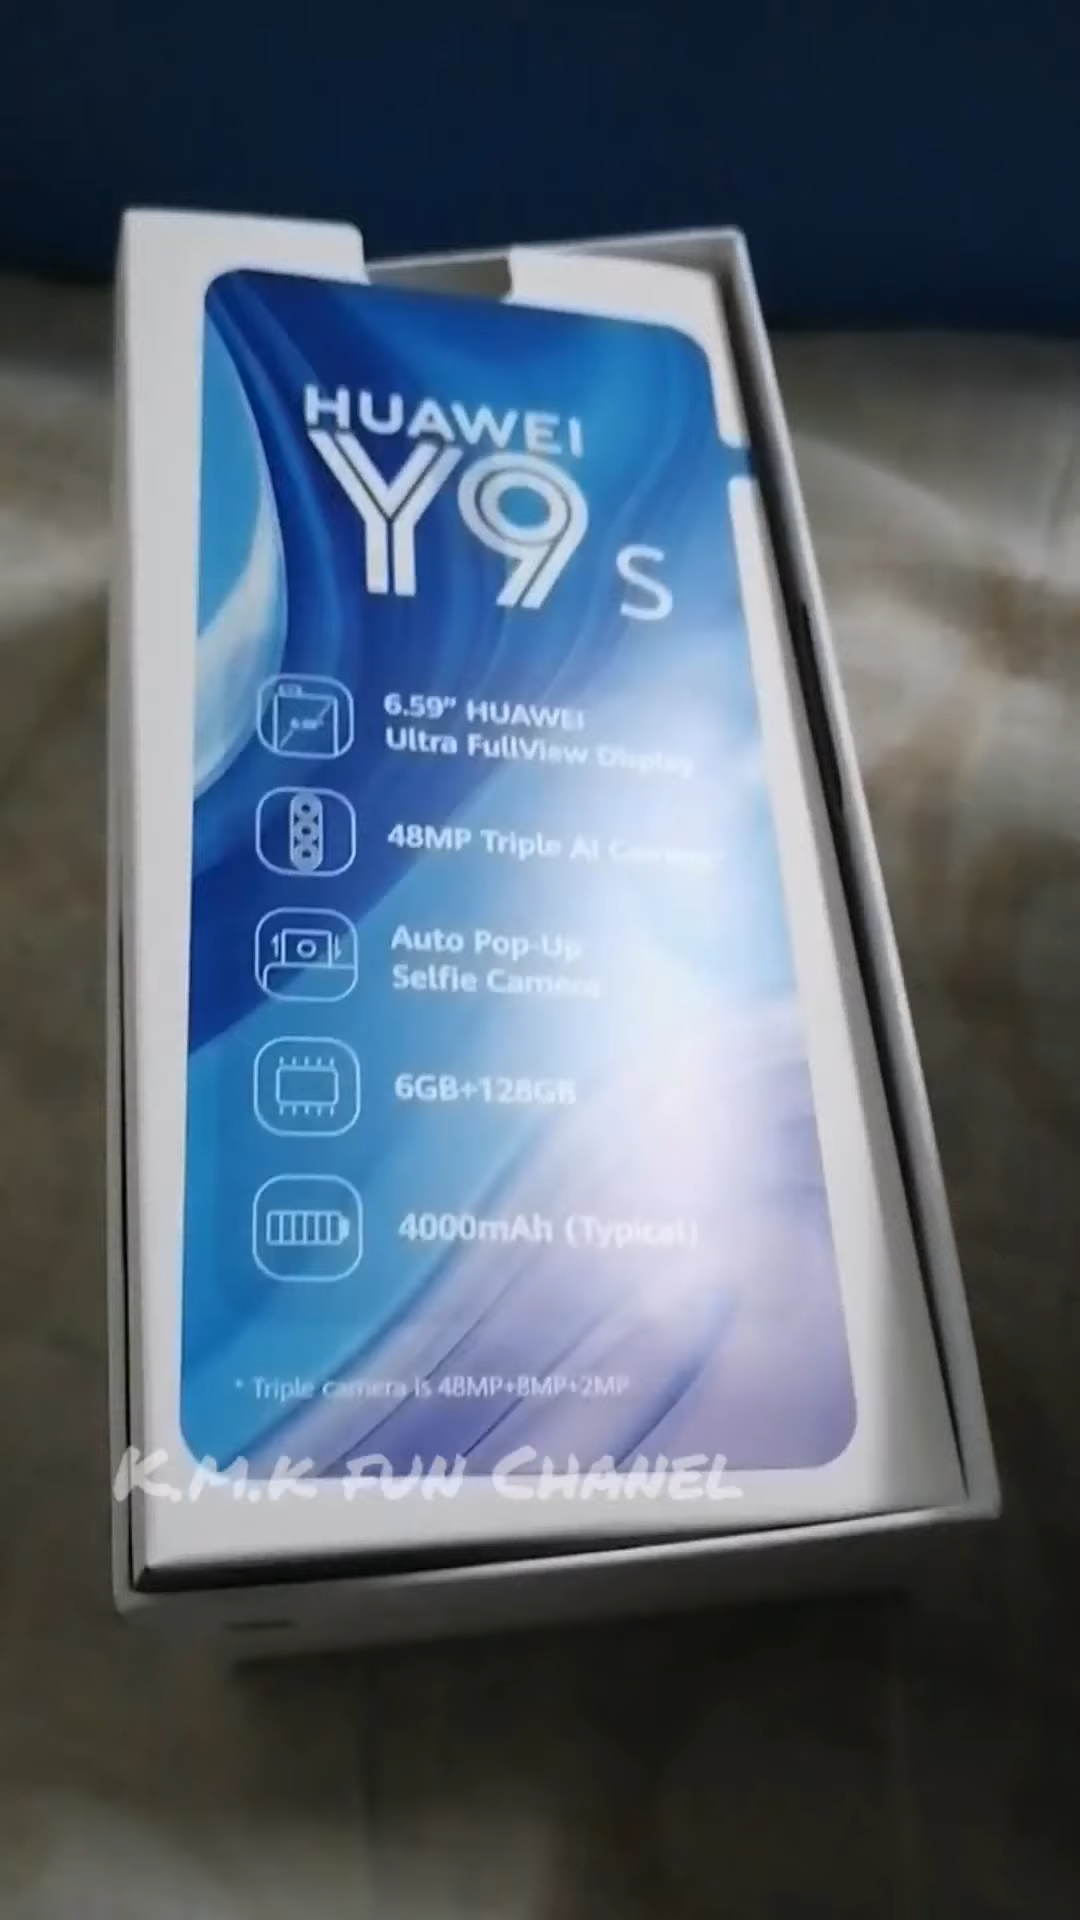 HUAWEI
Y9 s
6.59" HUAWEI
Ultra FullView Display
48MP Triple AI Camera*
Auto Pop-Up
Selfie Camera
6GB+128GB
4000mAh (Typical)
* Triple camera is 48MP+8MP+2MP
K.M.K FUN CHANEL